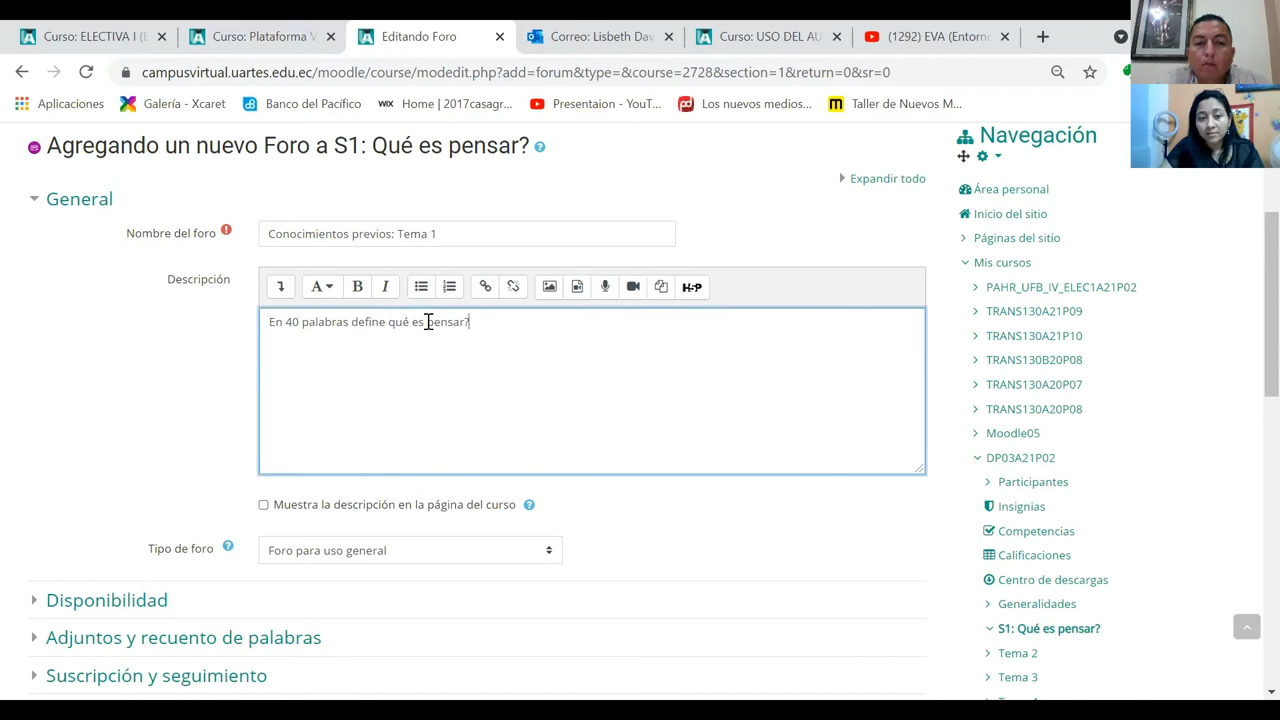 Curso: ELECTIVA I (E
Curso: Plataforma V
Editando Foro
Correo: Lisbeth Dav
Curso: USO DEL AU
(1292) EVA (Entorn
campusvirtual.uartes.edu.ec/moodle/course/modedit.php?add=forum&type=&course=2728&section=1&return=0&sr=0
Aplicaciones
Galería - Xcaret
Banco del Pacífico
WIX Home | 2017casagr...
Presentaion - YouT...
pd Los nuevos medios...
Taller de Nuevos M...
Agregando un nuevo Foro a S1: Qué es pensar?
Expandir todo
General
Nombre del foro
Conocimientos previos: Tema 1
Descripción
A B I H-P
En 40 palabras define qué es pensar?
Muestra la descripción en la página del curso
Tipo de foro
Foro para uso general
Disponibilidad
Adjuntos y recuento de palabras
Suscripción y seguimiento
Navegación
Área personal
Inicio del sitio
Páginas del sitio
Mis cursos
PAHR_UFB_IV_ELEC1A21P02
TRANS130A21P09
TRANS130A21P10
TRANS130B20P08
TRANS130A20P07
TRANS130A20P08
Moodle05
DP03A21P02
Participantes
Insignias
Competencias
Calificaciones
Centro de descargas
Generalidades
S1: Qué es pensar?
Tema 2
Tema 3